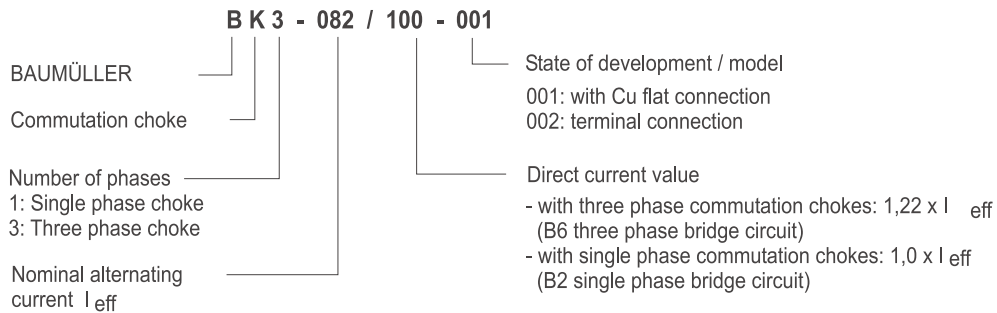 B K 3 - 082 / 100 - 001
BAUMÜLLER
Commutation choke
Number of phases
1: Single phase choke
3: Three phase choke
Nominal alternating
current I eff
State of development / model
001: with Cu flat connection
002: terminal connection
Direct current value
- with three phase commutation chokes: 1,22 x I eff
(B6 three phase bridge circuit)
- with single phase commutation chokes: 1,0 x I eff
(B2 single phase bridge circuit)